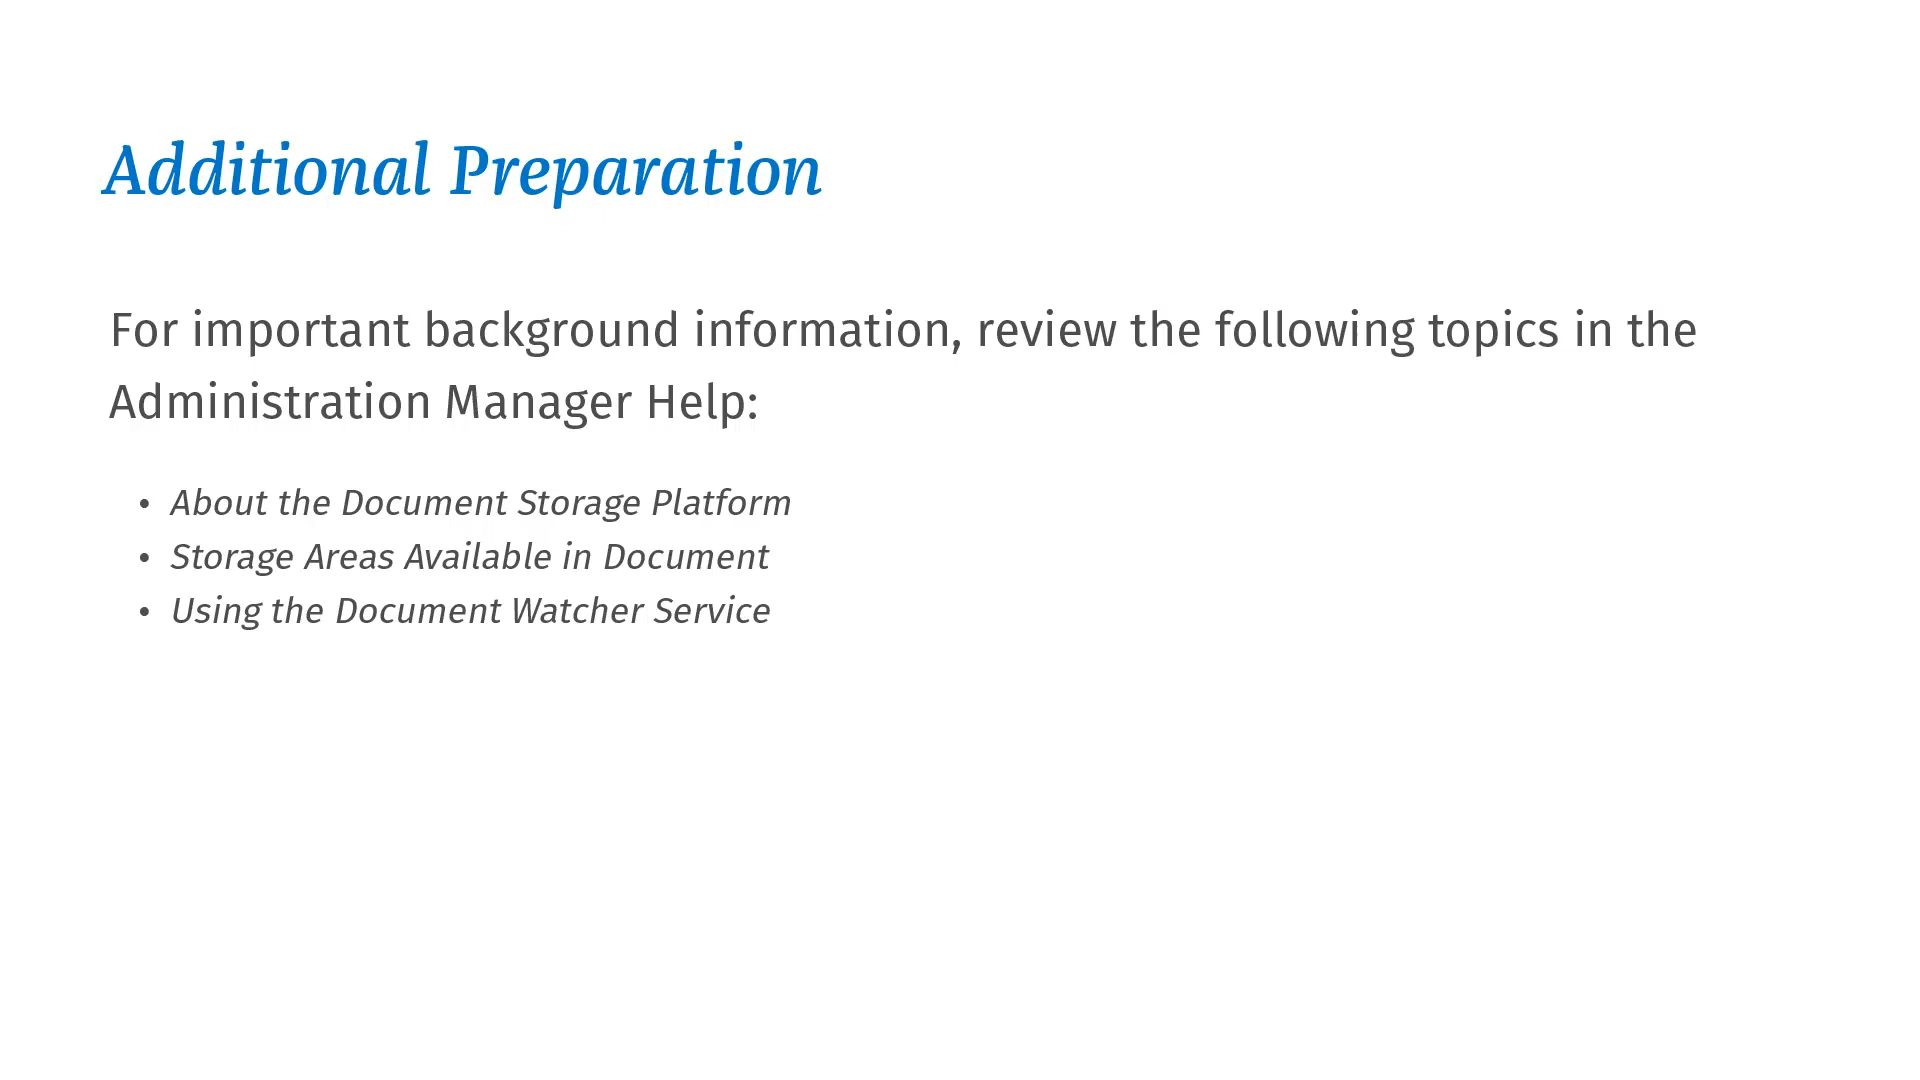 Additional Preparation
For important background information, review the following topics in the
Administration Manager Help:
• About the Document Storage Platform
• Storage Areas Available in Document
• Using the Document Watcher Service